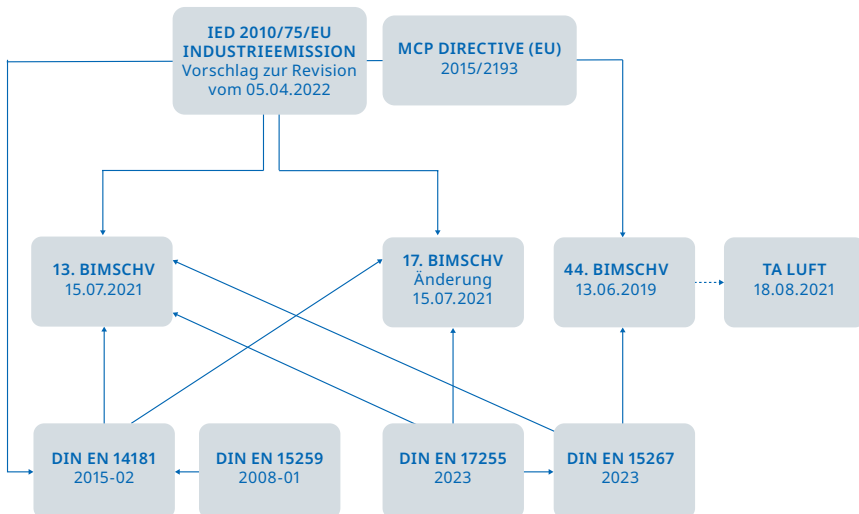 IED 2010/75/EU
INDUSTRIEEMISSION
Vorschlag zur Revision
vom 05.04.2022
MCP DIRECTIVE (EU)
2015/2193
13. BIMSCHV
15.07.2021
17. BIMSCHV
Änderung
15.07.2021
44. BIMSCHV
13.06.2019
TA LUFT
18.08.2021
DIN EN 14181
2015-02
DIN EN 15259
2008-01
DIN EN 17255
2023
DIN EN 15267
2023